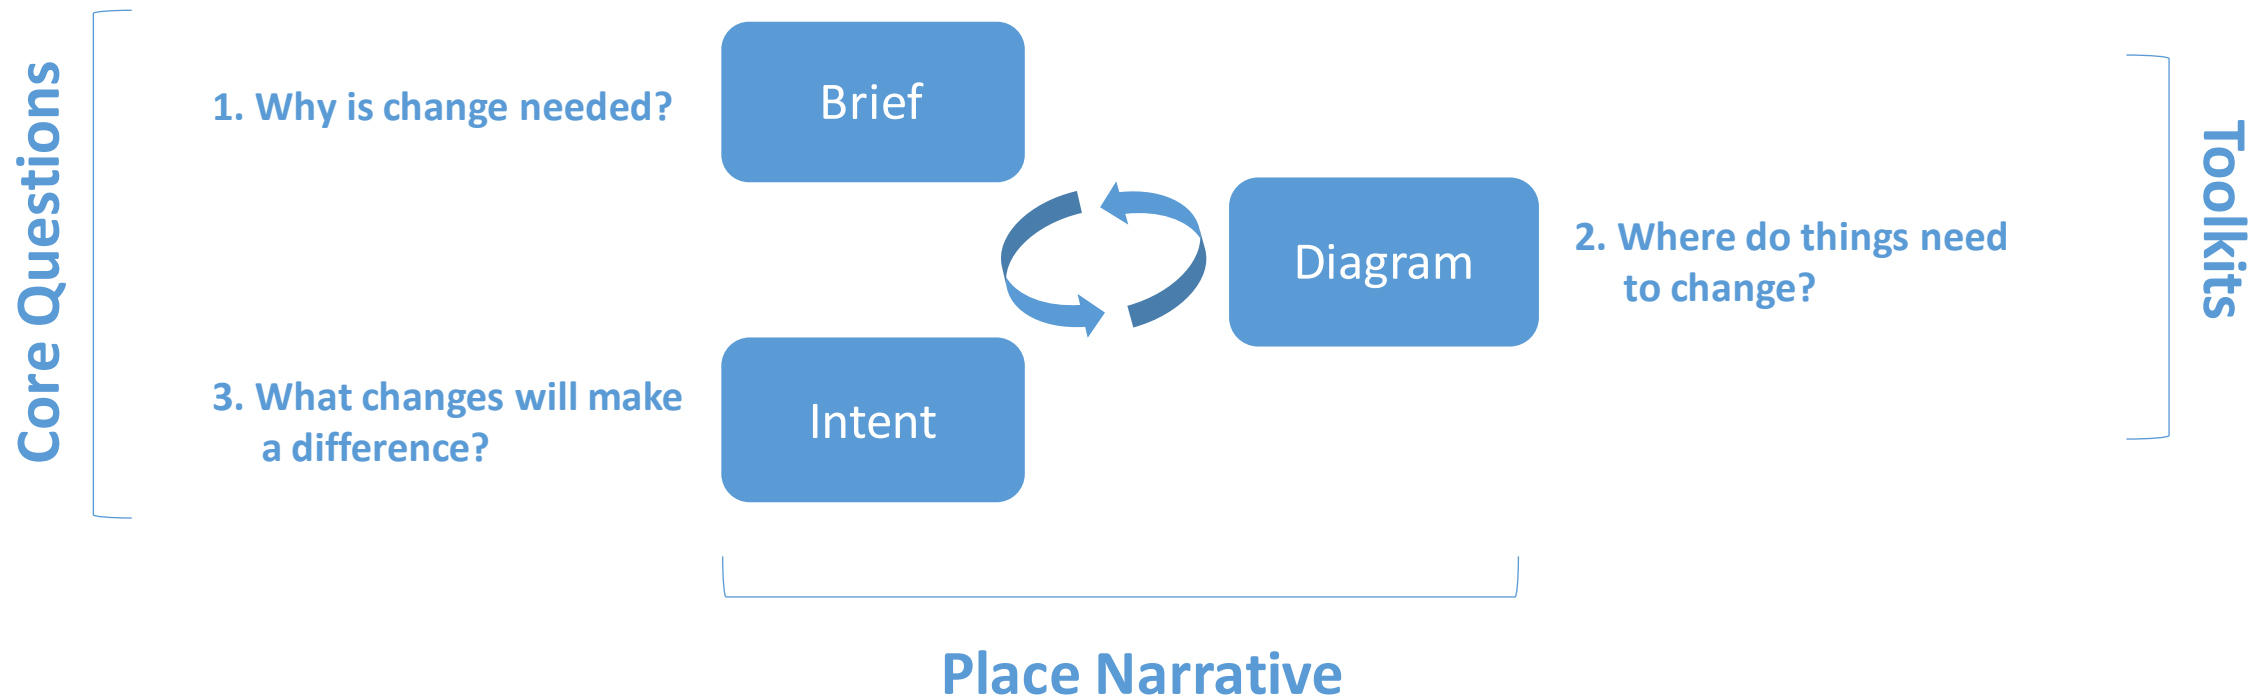 Core Questions
1. Why is change needed?
Brief
Diagram
2. Where do things need
to change?
3. What changes will make
a difference?
Intent
Toolkits
Place Narrative